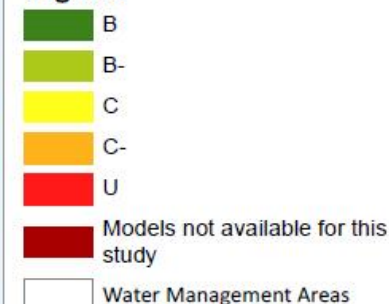 B
B-
C
C-
U
Models not available for this
study
Water Management Areas